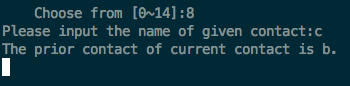 Choose from [0~14]:8
Please input the name of given contact:c
The prior contact of current contact is b.